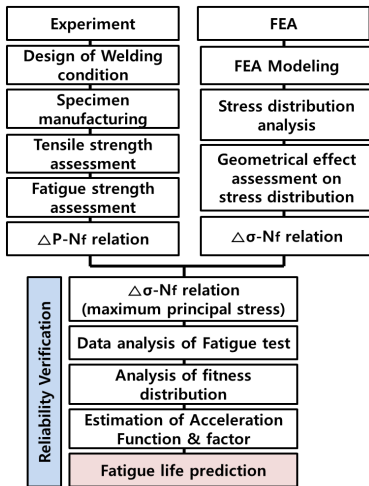 Experiment
Design of Welding
condition
Specimen
manufacturing
Tensile strength
assessment
Fatigue strength
assessment
△P-Nf relation
FEA
FEA Modeling
Stress distribution
analysis
Geometrical effect
assessment on
stress distribution
△σ-Nf relation
Reliability Verification
△σ-Nf relation
(maximum principal stress)
Data analysis of Fatigue test
Analysis of fitness
distribution
Estimation of Acceleration
Function & factor
Fatigue life prediction